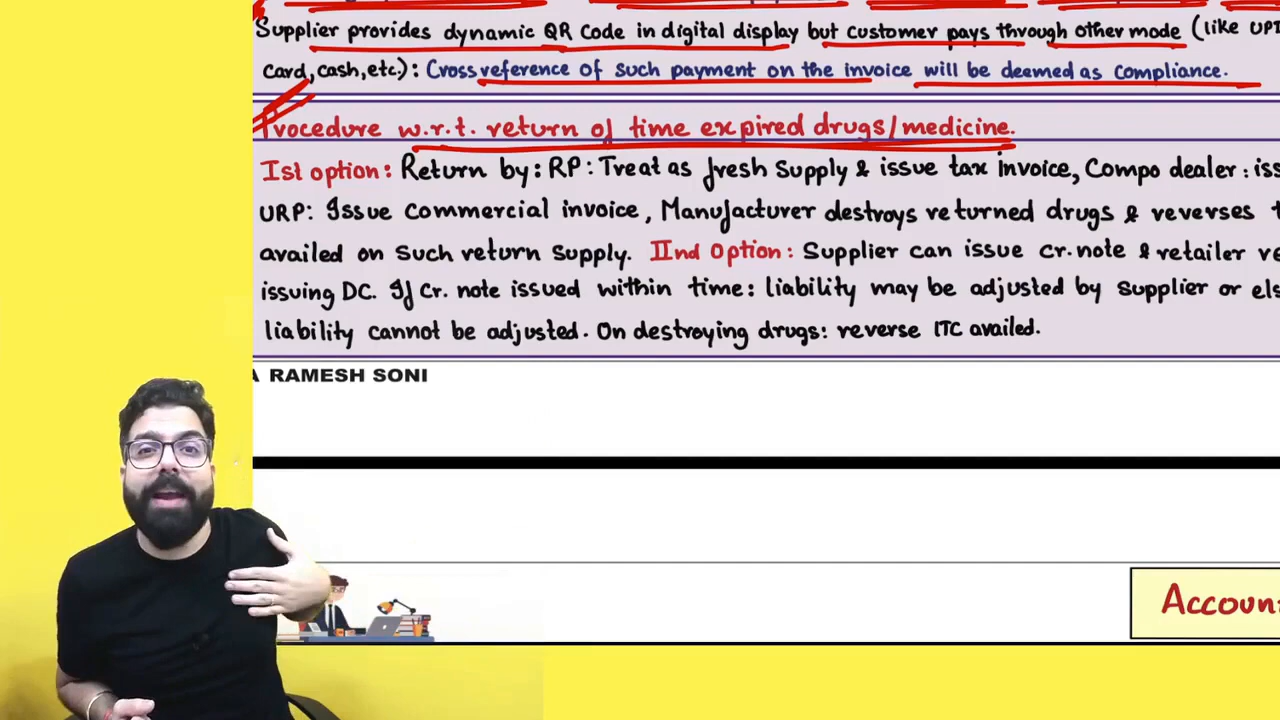 Supplier provides dynamic QR Code in digital display but customer pays through other mode (like UPI
card, cash, etc.): Cross reference of such payment on the invoice will be deemed as compliance.
Procedure w.r.t. return of time expired drugs/medicine.
Ist option: Return by: RP: Treat as fresh supply & issue tax invoice, Compo dealer: iss
URP: Issue commercial invoice, Manufacturer destroys returned drugs & reverses
availed on such return supply. IInd Option: Supplier can issue cr. note & retailer re
issuing DC. If Cr. note issued within time: liability may be adjusted by supplier or els
liability cannot be adjusted. On destroying drugs: reverse ITC availed.
A RAMESH SONI
Accoun